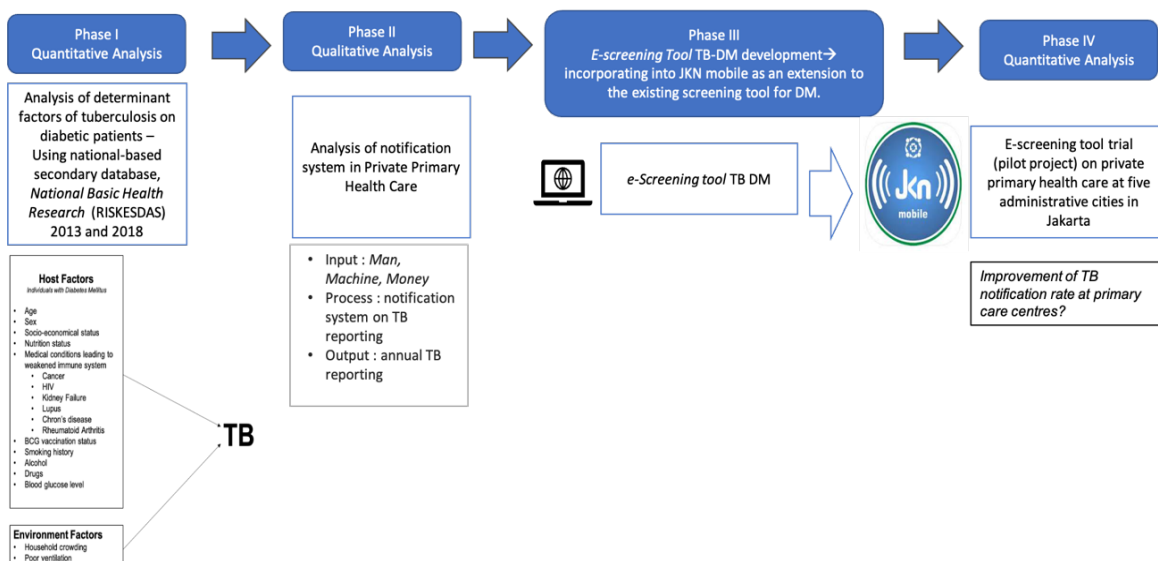 Phase I
Quantitative Analysis
Analysis of determinant
factors of tuberculosis on
diabetic patients –
Using national-based
secondary database,
National Basic Health
Research (RISKESDAS)
2013 and 2018
Host Factors
Individuals with Diabetes Mellitus
• Age
• Sex
• Socio-economical status
• Nutrition status
• Medical conditions leading to
weakened immune system
• Cancer
• HIV
• Kidney Failure
• Lupus
• Chron's disease
• Rheumatoid Arthritis
• BCG vaccination status
• Smoking history
• Alcohol
• Drugs
• Blood glucose level
Environment Factors
• Household crowding
• Poor ventilation
TB
Phase II
Qualitative Analysis
Analysis of notification
system in Private Primary
Health Care
• Input : Man,
Machine, Money
• Process : notification
system on TB
reporting
• Output : annual TB
reporting
Phase III
E-screening Tool TB-DM development→
incorporating into JKN mobile as an extension to
the existing screening tool for DM.
e-Screening tool TB DM
Jkn
mobile
Phase IV
Quantitative Analysis
E-screening tool trial
(pilot project) on private
primary health care at five
administrative cities in
Jakarta
Improvement of TB
notification rate at primary
care centres?